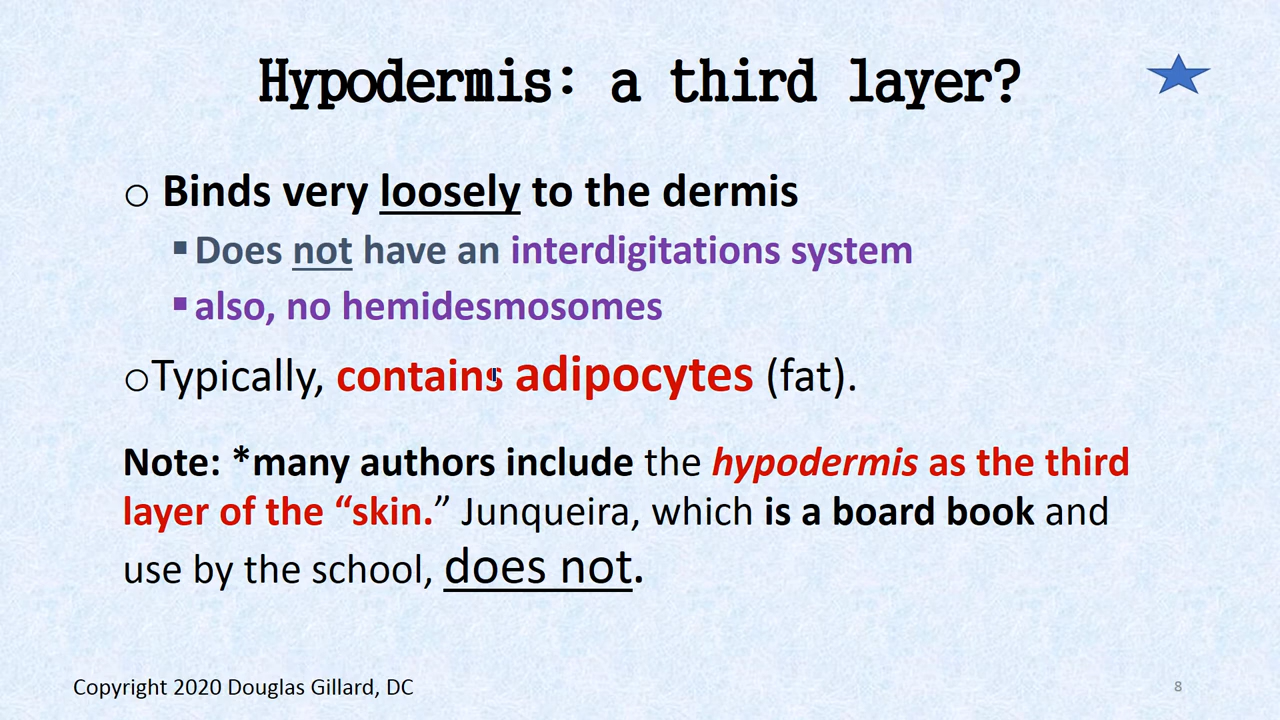 Hypodermis: a third layer?
○ Binds very loosely to the dermis
▪ Does not have an interdigitations system
▪ also, no hemidesmosomes
○Typically, contains adipocytes (fat).
Note: *many authors include the hypodermis as the third
layer of the “skin.” Junqueira, which is a board book and
use by the school, does not.
Copyright 2020 Douglas Gillard, DC
8